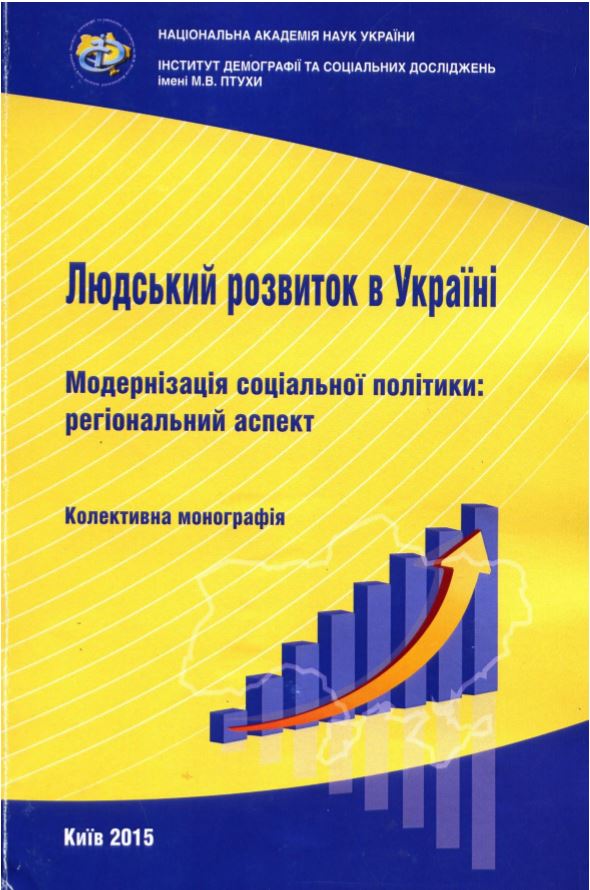 НАЦІОНАЛЬНА АКАДЕМІЯ НАУК УКРАЇНИ
ІНСТИТУТ ДЕМОГРАФІЇ ТА СОЦІАЛЬНИХ ДОСЛІДЖЕНЬ
імені М.В. ПТУХИ
Людський розвиток в Україні
Модернізація соціальної політики:
регіональний аспект
Колективна монографія
Київ 2015